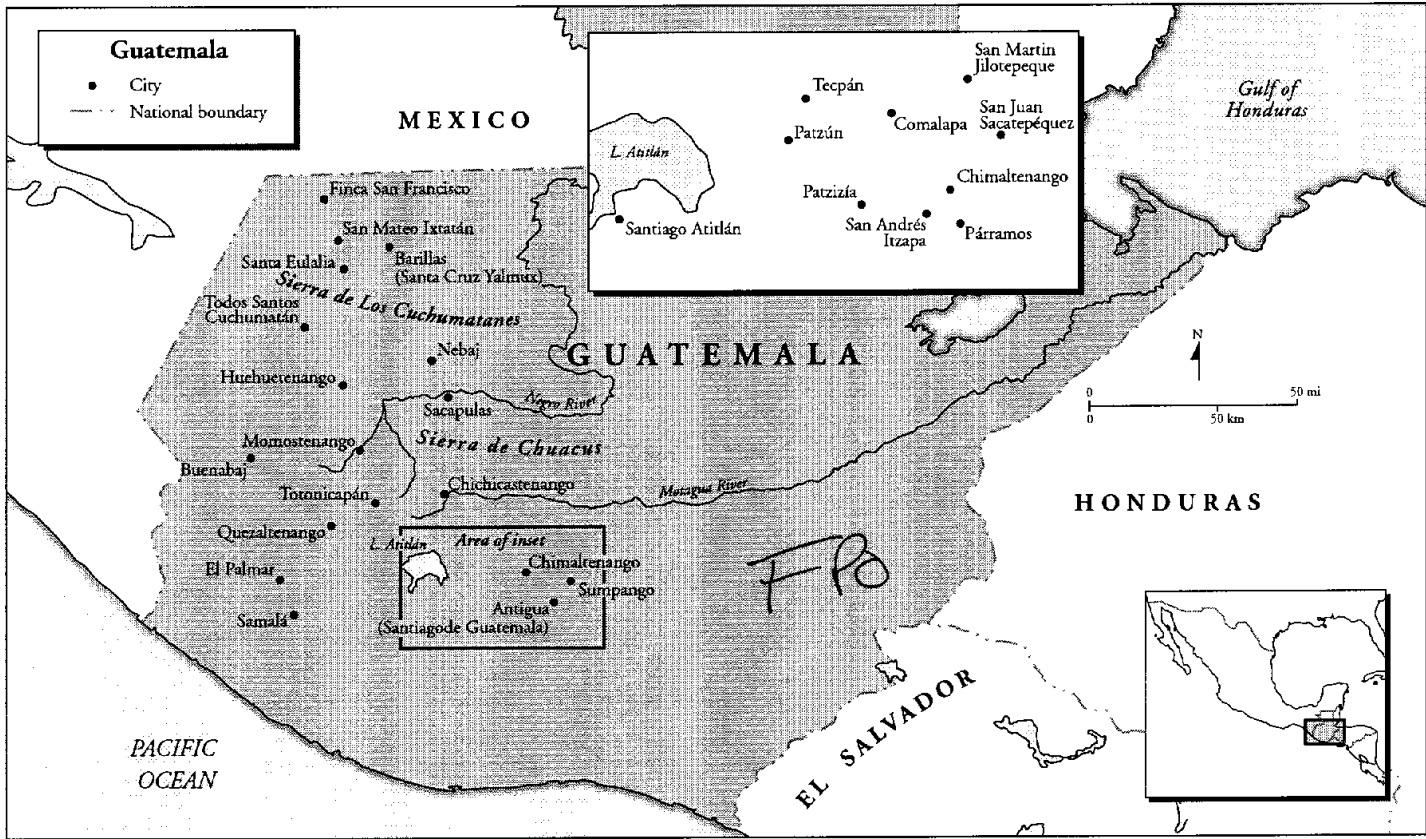 Guatemala
City
National boundary
MEXICO
San Martin
Jilotepeque
Tecpán
Comalapa
San Juan
Sacatepéquez
Patzún
L. Atitlán
Chimaltenango
Patzizía
San Andrés
Itzapa
Párramos
Santiago Atitlán
Gulf of
Honduras
Finca San Francisco
San Mateo Ixtatán
Barillas
(Santa Cruz Yalmux)
Santa Eulalia
Sierra de Los Cuchumatanes
Todos Santos
Cuchumatán
GUATEMALA
Nebaj
Huehuetenango
Negro River
Sacapulas
N
0 50 mi
0 50 km
Momostenango
Sierra de Chuacus
Buenabaj
Chichicastenango
Motagua River
Totonicapán
HONDURAS
Quezaltenango
L. Atitlán
Area of inset
El Palmar
Chimaltenango
Sumpango
Samalá
Antigua
(Santiagode Guatemala)
FPO
EL SALVADOR
PACIFIC
OCEAN